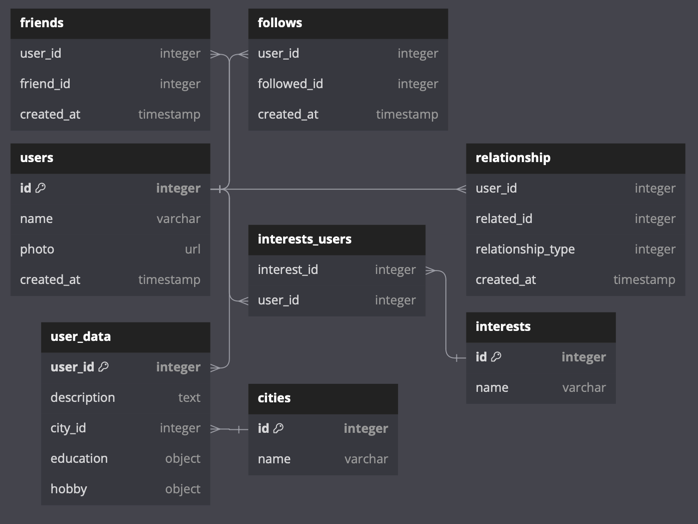 friends
user_id integer
friend_id integer
created_at timestamp
follows
user_id integer
followed_id integer
created_at timestamp
users
id integer
name varchar
photo url
created_at timestamp
relationship
user_id integer
related_id integer
relationship_type integer
created_at timestamp
interests_users
interest_id integer
user_id integer
interests
id integer
name varchar
user_data
user_id integer
description text
city_id integer
education object
hobby object
cities
id integer
name varchar